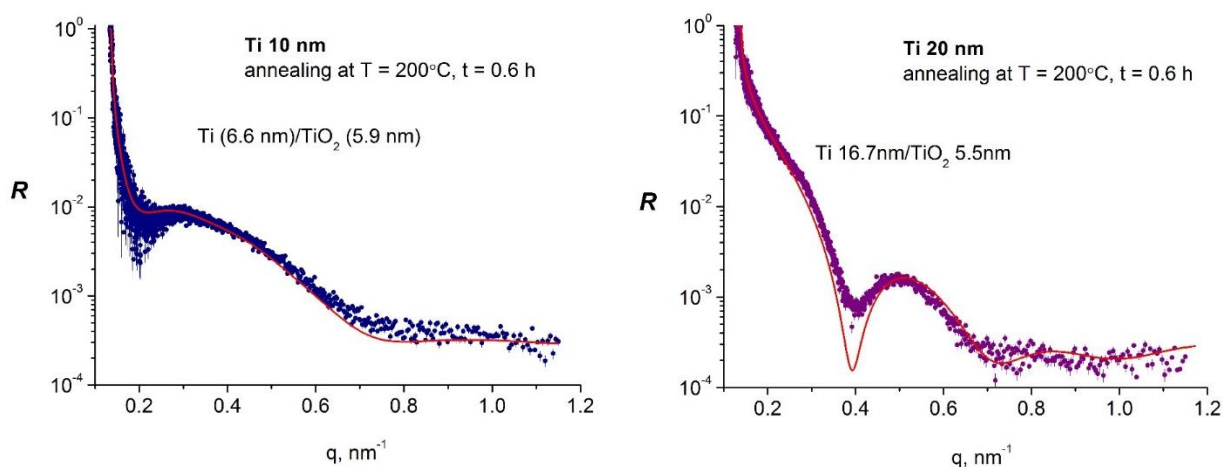 Ti 10 nm
annealing at T = 200°C, t = 0.6 h
Ti (6.6 nm)/TiO₂ (5.9 nm)
R
10⁰
10⁻¹
10⁻²
10⁻³
10⁻⁴
0.2 0.4 0.6 0.8 1.0 1.2
q, nm⁻¹
Ti 20 nm
annealing at T = 200°C, t = 0.6 h
Ti 16.7nm/TiO₂ 5.5nm
R
10⁰
10⁻¹
10⁻²
10⁻³
10⁻⁴
0.2 0.4 0.6 0.8 1.0 1.2
q, nm⁻¹